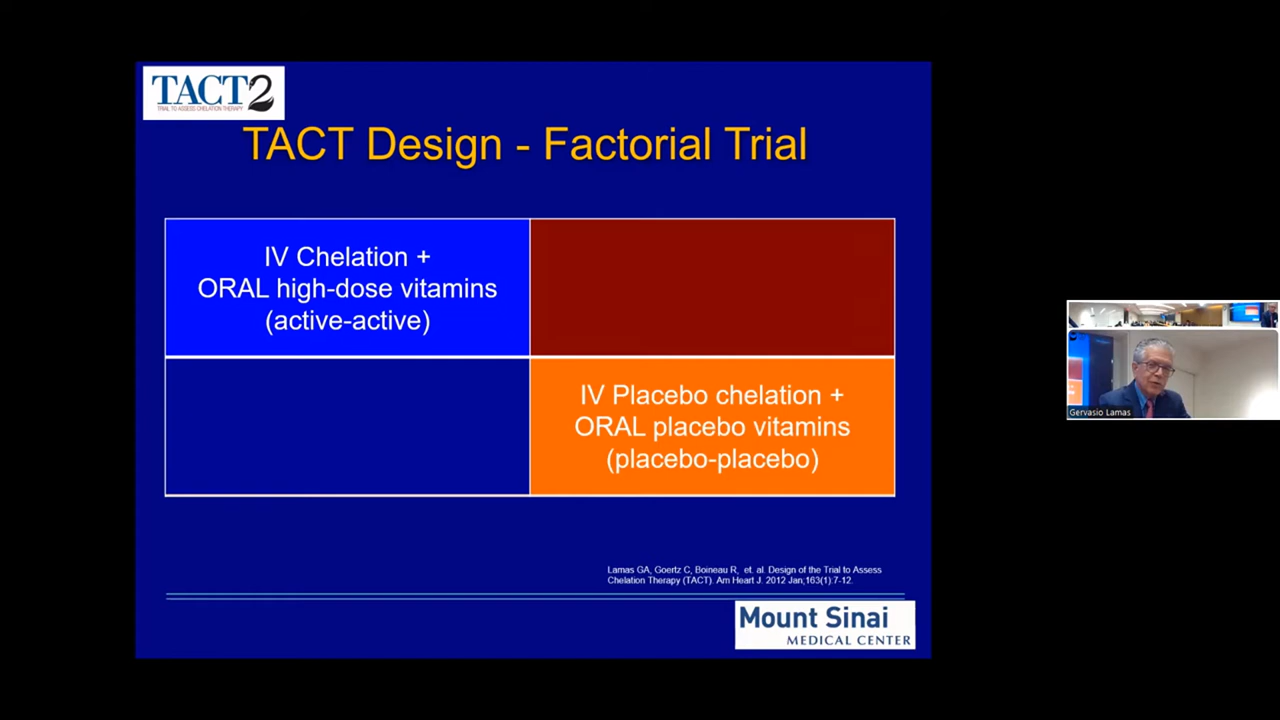 TACT2
TRIAL TO ASSESS CHELATION THERAPY
TACT Design - Factorial Trial
IV Chelation +
ORAL high-dose vitamins
(active-active)
IV Placebo chelation +
ORAL placebo vitamins
(placebo-placebo)
Lamas GA, Goertz C, Boineau R, et. al. Design of the Trial to Assess
Chelation Therapy (TACT). Am Heart J. 2012 Jan;163(1):7-12.
Mount Sinai
MEDICAL CENTER
Gervasio Lamas